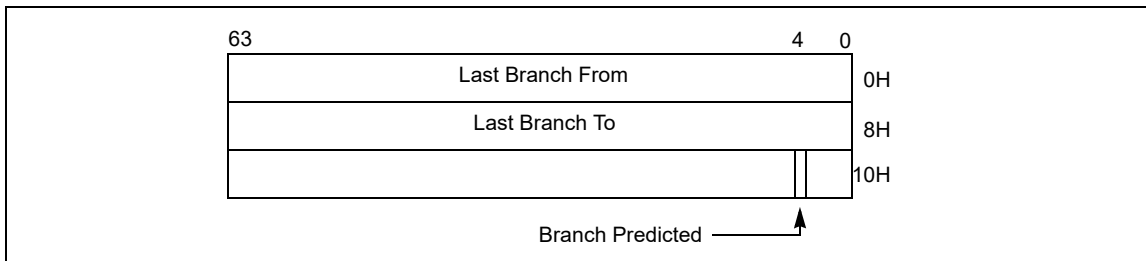 63 4 0
Last Branch From 0H
Last Branch To 8H
10H
Branch Predicted